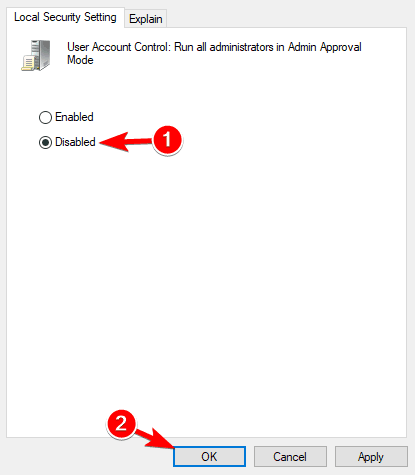 Local Security Setting
Explain
User Account Control: Run all administrators in Admin Approval
Mode
Enabled
Disabled
1
2
OK
Cancel
Apply